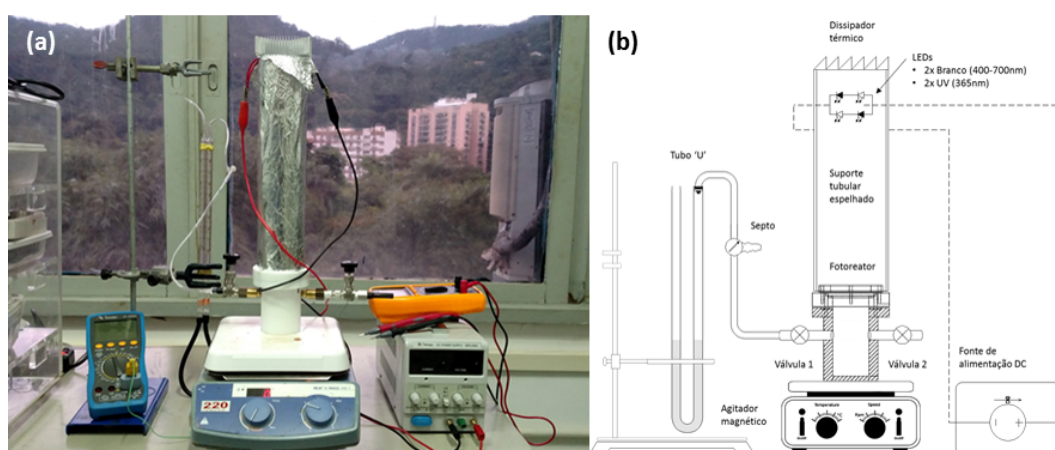 (a)
220
(b)
Dissipador
térmico
LEDs
• 2x Branco (400-700nm)
• 2x UV (365nm)
Tubo ‘U’
Suporte
tubular
espelhado
Septo
Fotoreator
Válvula 1
Válvula 2
Fonte de
alimentação DC
Agitador
magnético
Temperature
Speed
°C
Rpm